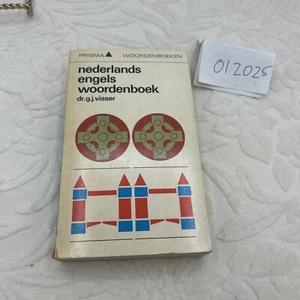 PRISMA WOORDENBOEKEN
nederlands
engels
woordenboek
dr.g.j.visser
012025